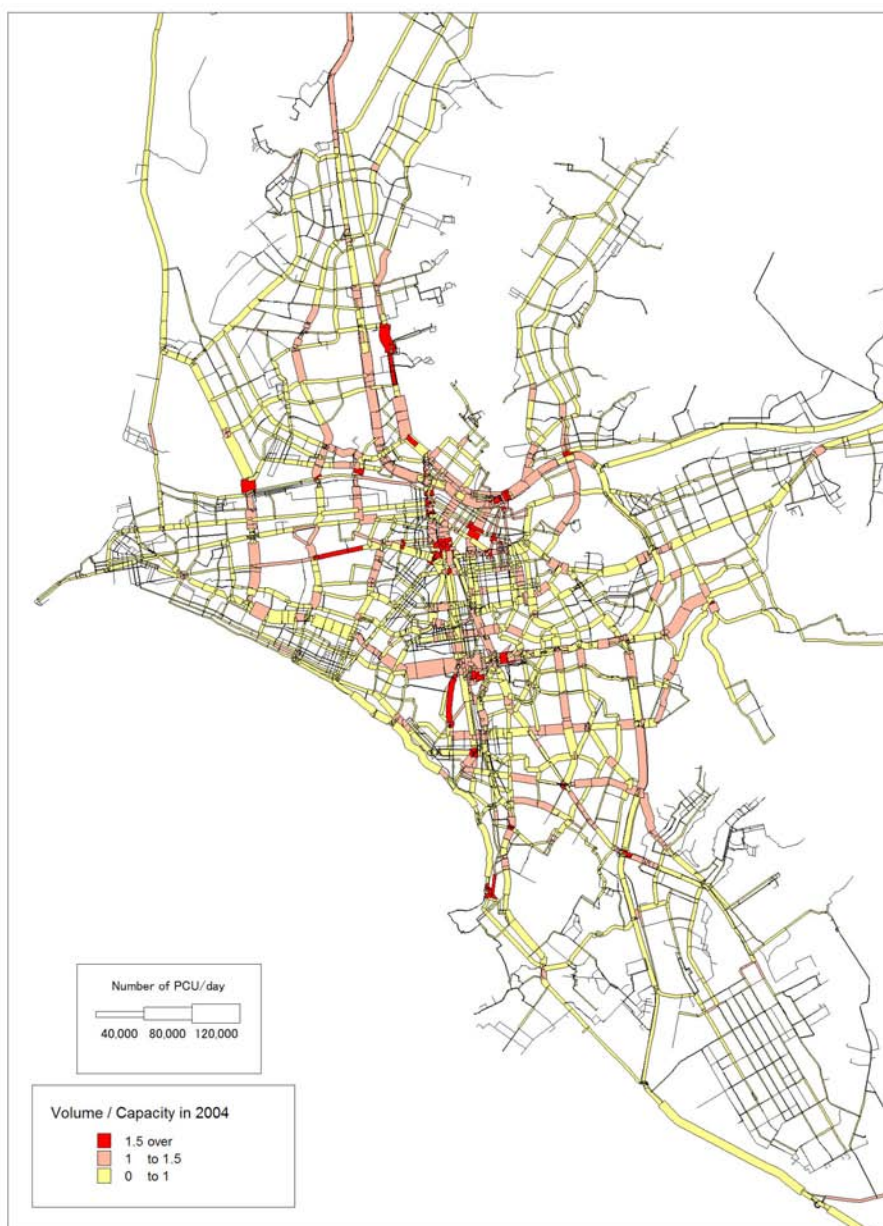 Number of PCU/day
40,000 80,000 120,000
Volume / Capacity in 2004
1.5 over
1 to 1.5
0 to 1